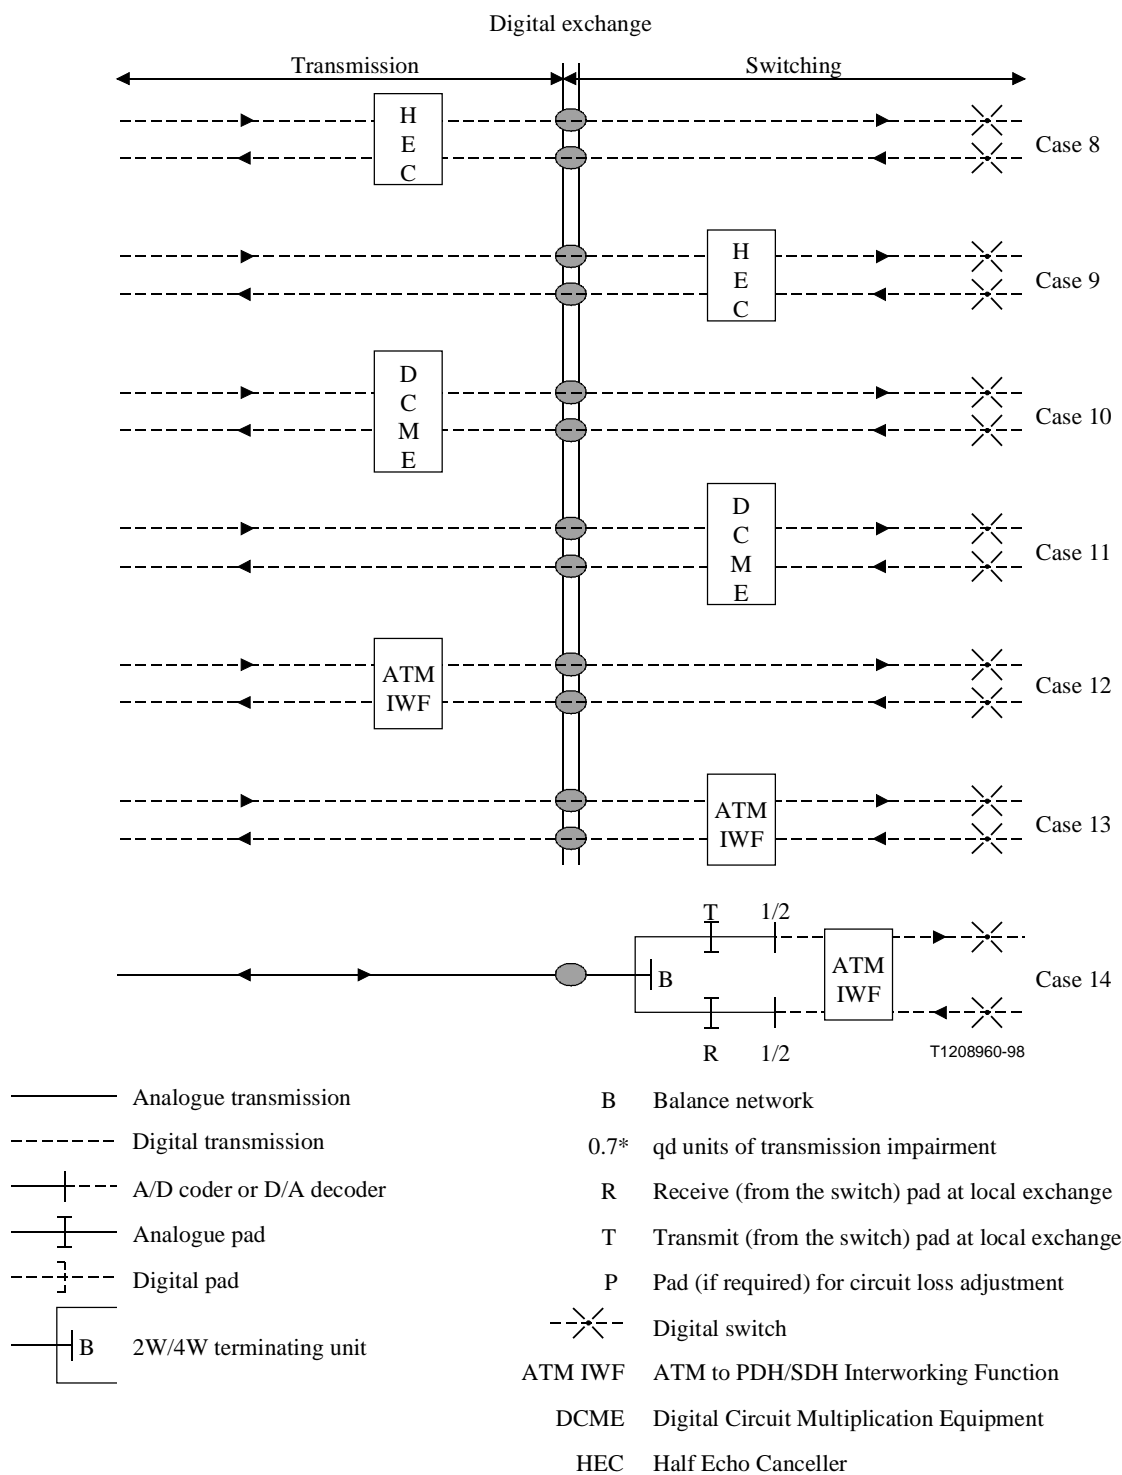 Digital exchange
Transmission
Switching
H
E
C
Case 8
H
E
C
Case 9
D
C
M
E
Case 10
D
C
M
E
Case 11
ATM
IWF
Case 12
ATM
IWF
Case 13
T
1/2
B
ATM
IWF
Case 14
R
1/2
T1208960-98
Analogue transmission
Digital transmission
A/D coder or D/A decoder
Analogue pad
Digital pad
B
2W/4W terminating unit
B Balance network
0.7* qd units of transmission impairment
R Receive (from the switch) pad at local exchange
T Transmit (from the switch) pad at local exchange
P Pad (if required) for circuit loss adjustment
Digital switch
ATM IWF ATM to PDH/SDH Interworking Function
DCME Digital Circuit Multiplication Equipment
HEC Half Echo Canceller